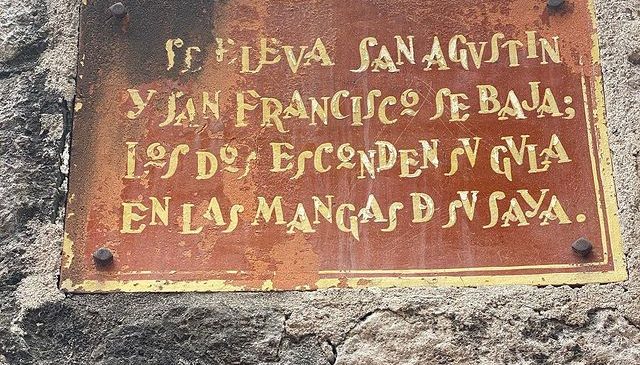 SE ELEVA SAN AGVSTIN
Y SAN FRANCISCO SE BAJA;
LOS DOS ESCONDEN SV GVLA
EN LAS MANGAS D SV SAYA.